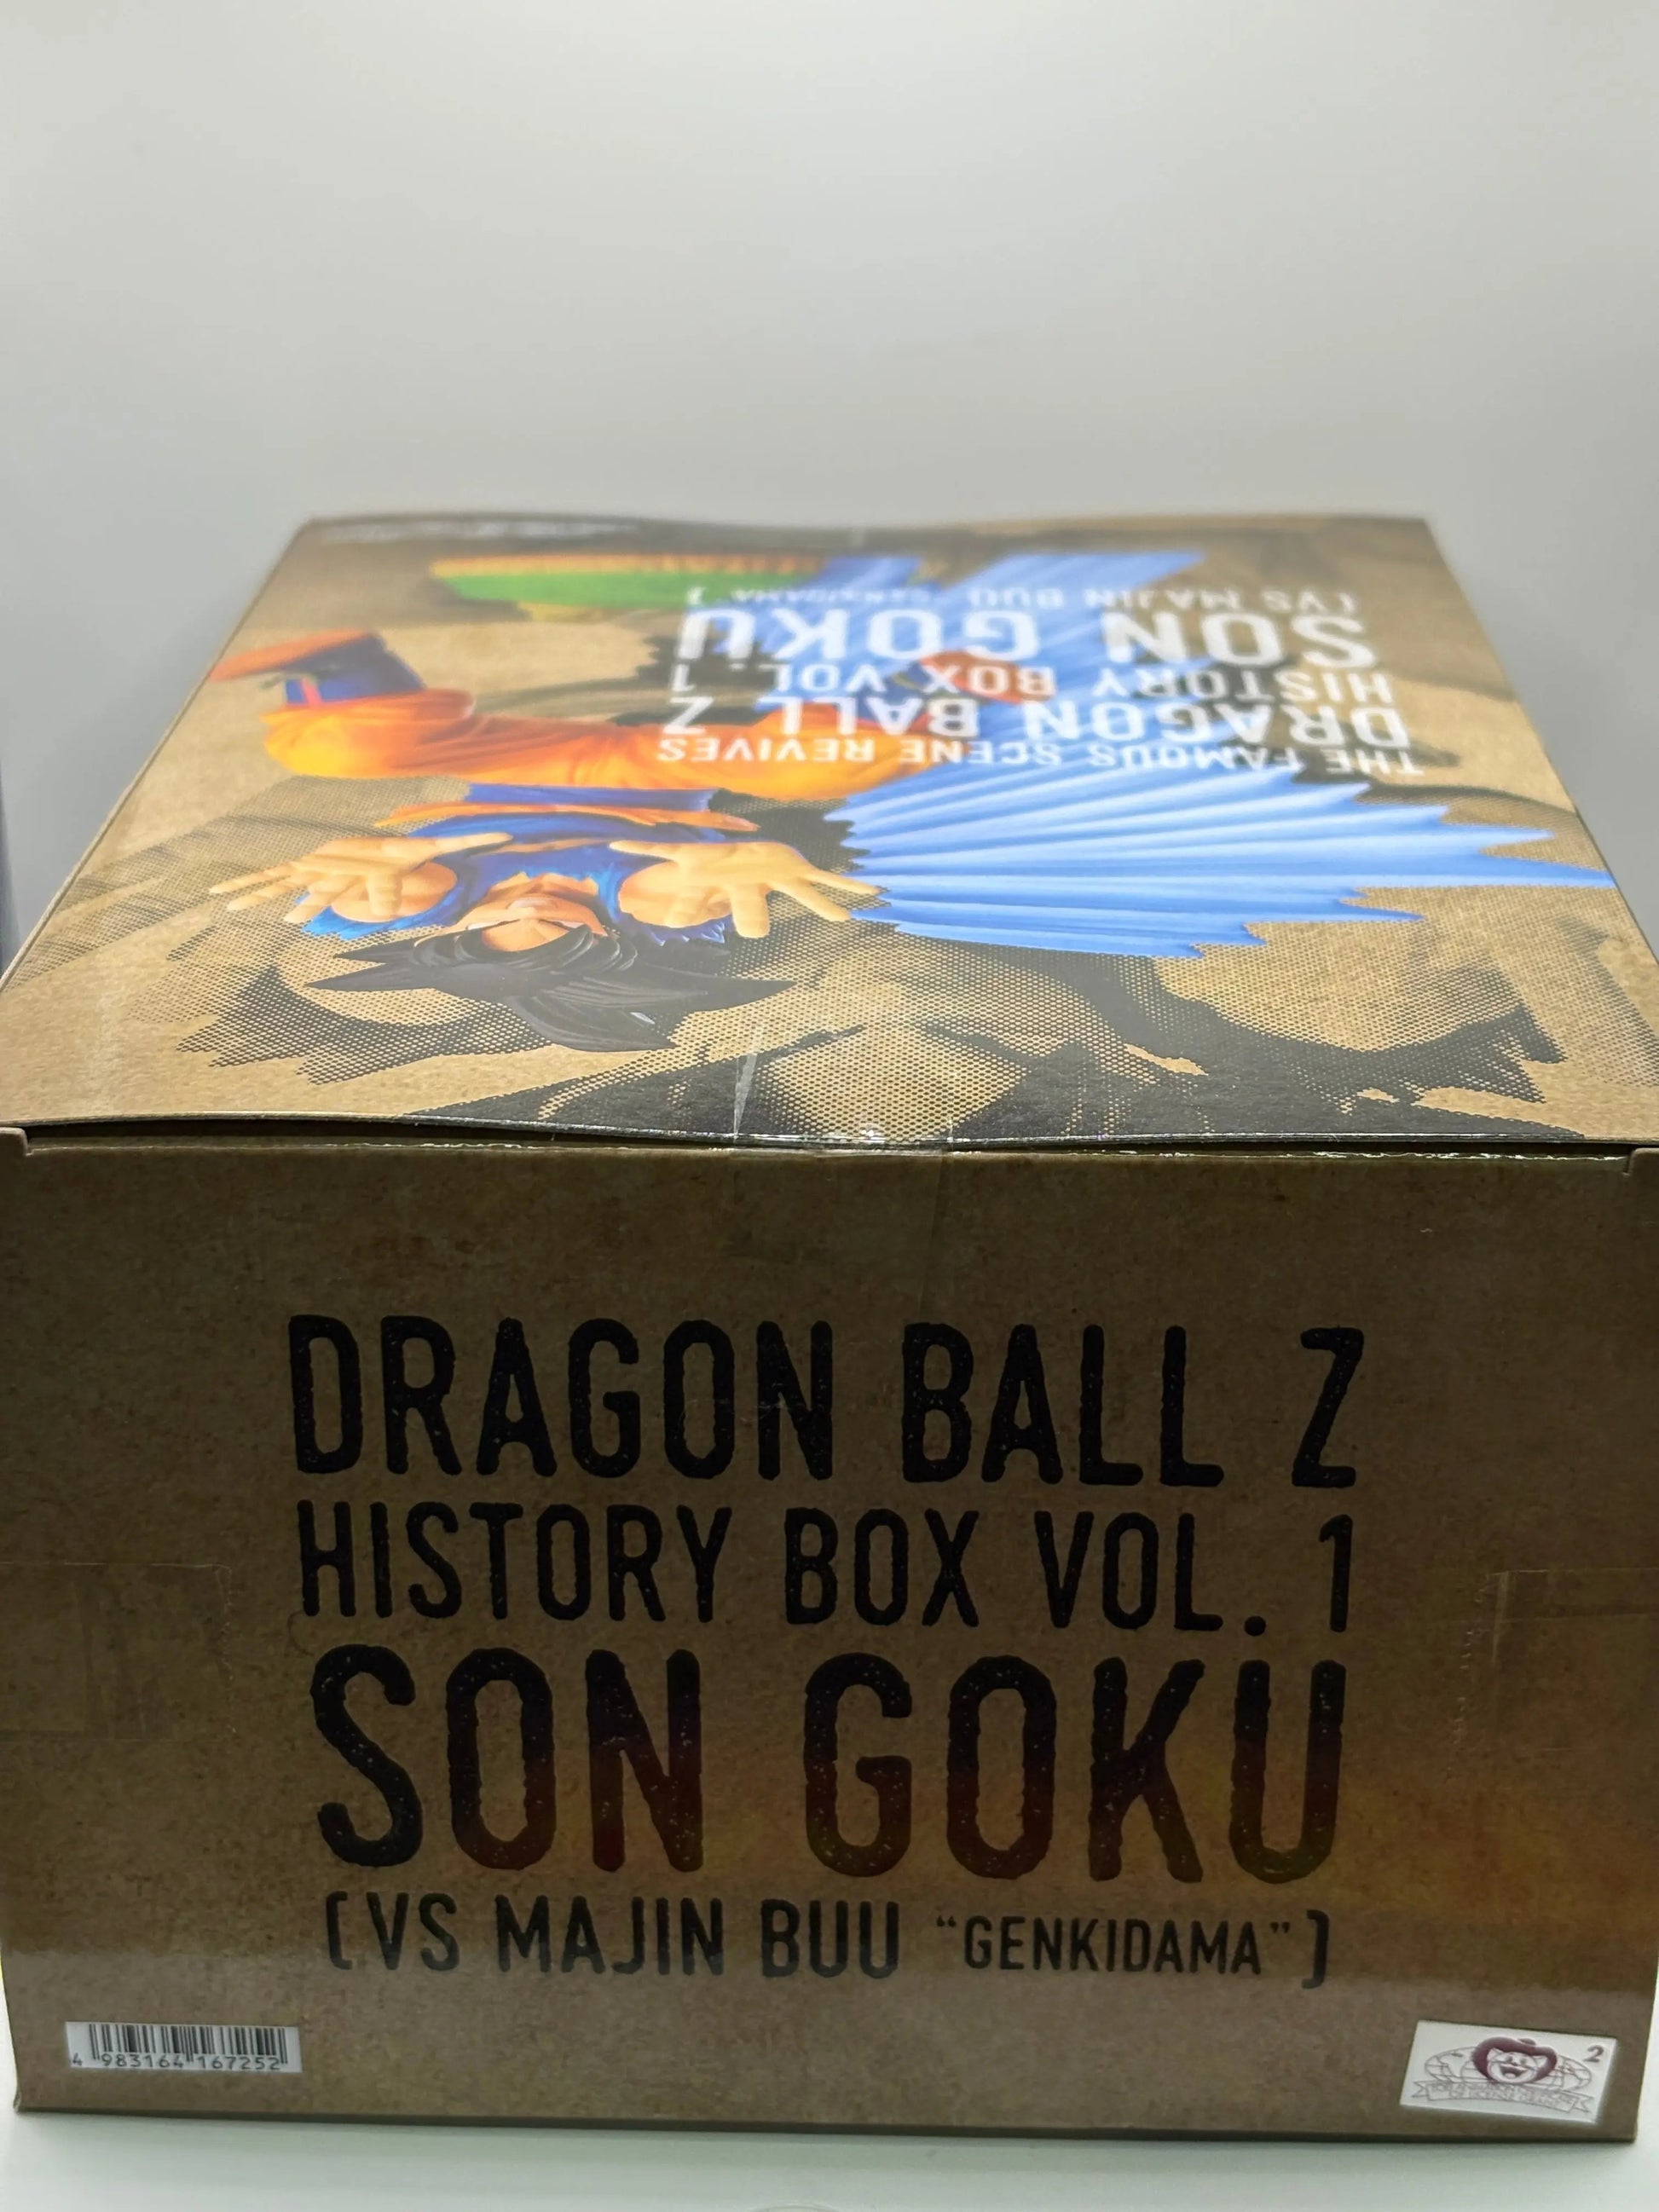 THE FAMOUS SCENE REVIVES
DRAGON BALL Z
HISTORY BOX VOL. 1
SON GOKU
(VS MAJIN BUU "GENKIDAMA")
DRAGON BALL Z
HISTORY BOX VOL. 1
SON GOKU
(VS MAJIN BUU “GENKIDAMA”)
4 983164 167252
2